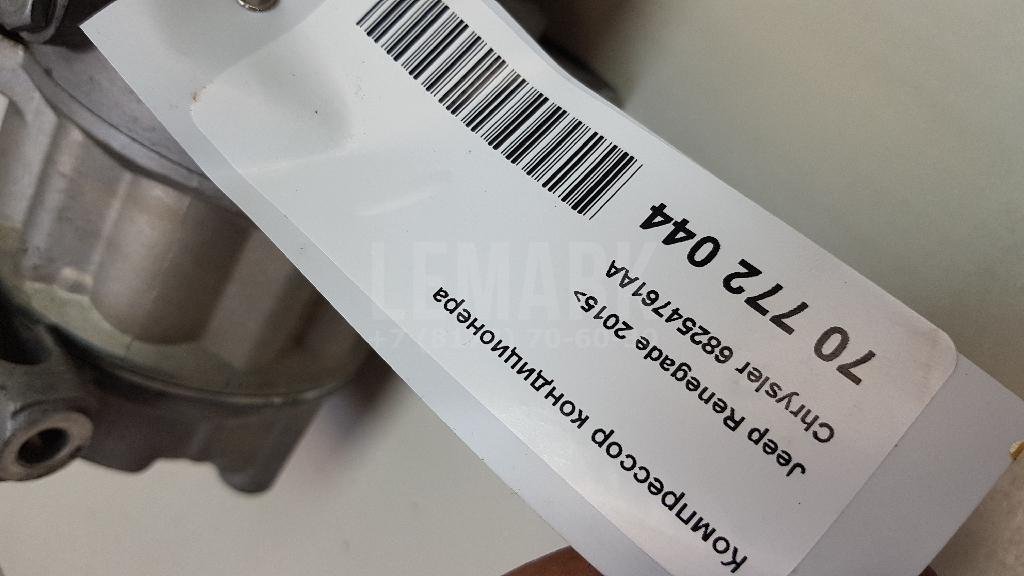 Компрессор кондиционера
Jeep Renegade 2015>
Chrysler 68254761AA
70 772 044
LEMARK